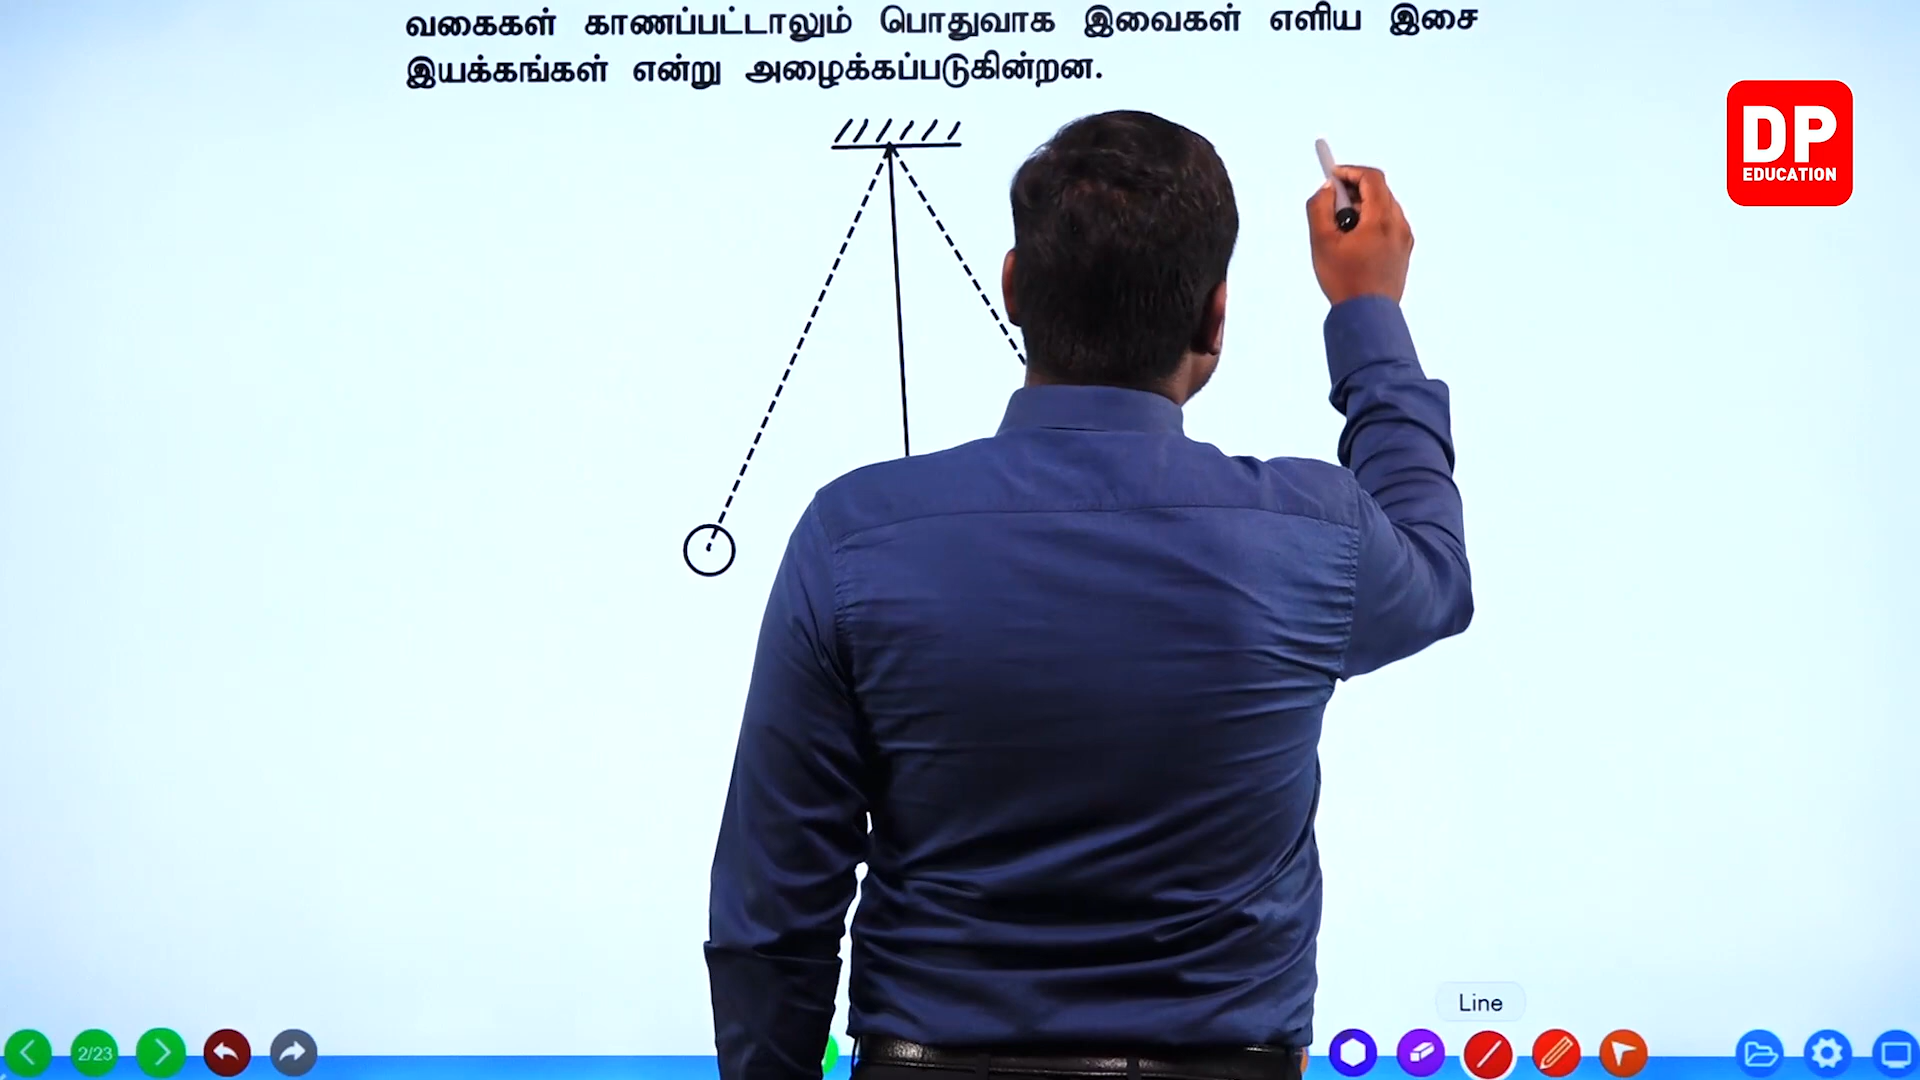 வகைகள் காணப்பட்டாலும் பொதுவாக இவைகள் எளிய இசை
இயக்கங்கள் என்று அழைக்கப்படுகின்றன.
DP
EDUCATION
Line
2/23